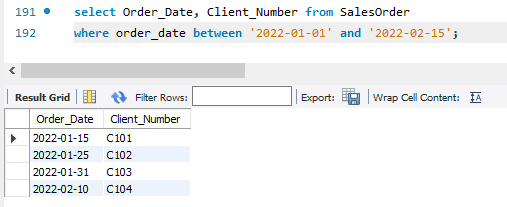 191 select Order_Date, Client_Number from SalesOrder
192 where order_date between '2022-01-01' and '2022-02-15';
Result Grid Filter Rows: Export: Wrap Cell Content:
Order_Date Client_Number
2022-01-15 C101
2022-01-25 C102
2022-01-31 C103
2022-02-10 C104